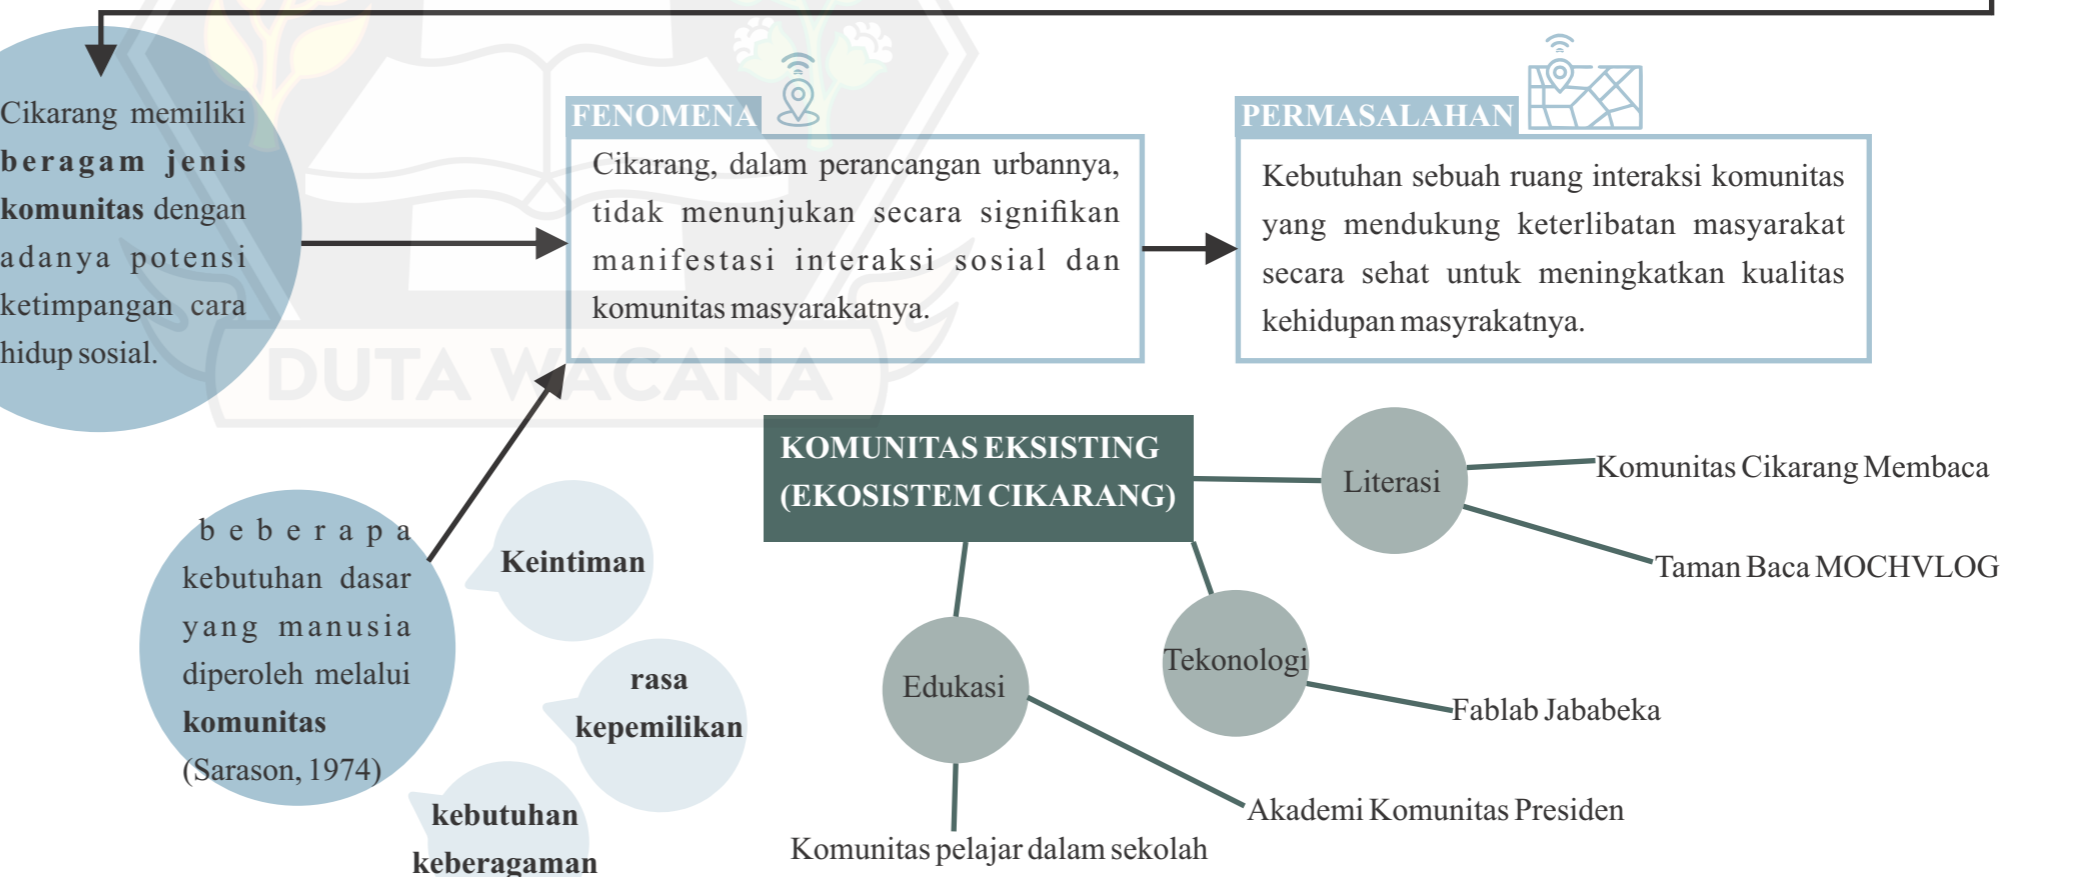 Cikarang memiliki
beragam jenis
komunitas dengan
adanya potensi
ketimpangan cara
hidup sosial.
FENOMENA
Cikarang, dalam perancangan urbannya,
tidak menunjukan secara signifikan
manifestasi interaksi sosial dan
komunitas masyarakatnya.
PERMASALAHAN
Kebutuhan sebuah ruang interaksi komunitas
yang mendukung keterlibatan masyarakat
secara sehat untuk meningkatkan kualitas
kehidupan masyrakatnya.
DUTA WACANA
beberapa
kebutuhan dasar
yang manusia
diperoleh melalui
komunitas
(Sarason, 1974)
Keintiman
rasa
kepemilikan
kebutuhan
keberagaman
KOMUNITAS EKSISTING
(EKOSISTEM CIKARANG)
Literasi
Komunitas Cikarang Membaca
Taman Baca MOCHVLOG
Tekonologi
Fablab Jababeka
Edukasi
Akademi Komunitas Presiden
Komunitas pelajar dalam sekolah